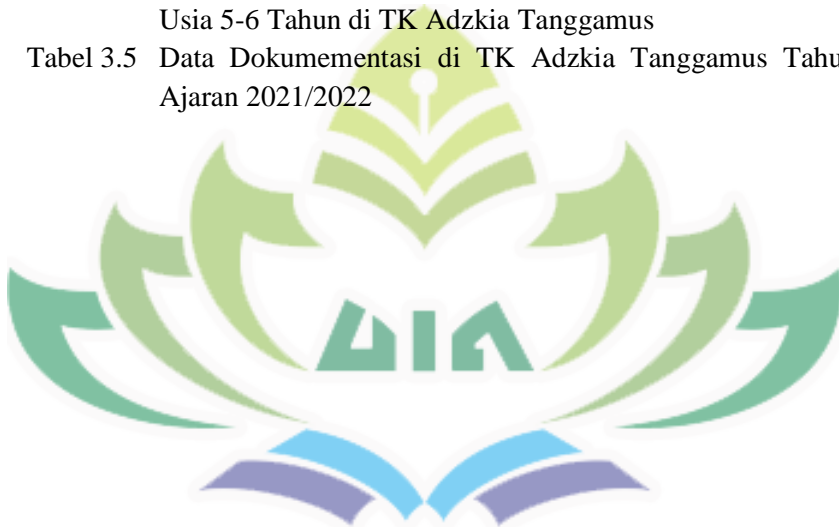 Usia 5-6 Tahun di TK Adzkia Tanggamus
Tabel 3.5 Data Dokumementasi di TK Adzkia Tanggamus Tahu
Ajaran 2021/2022